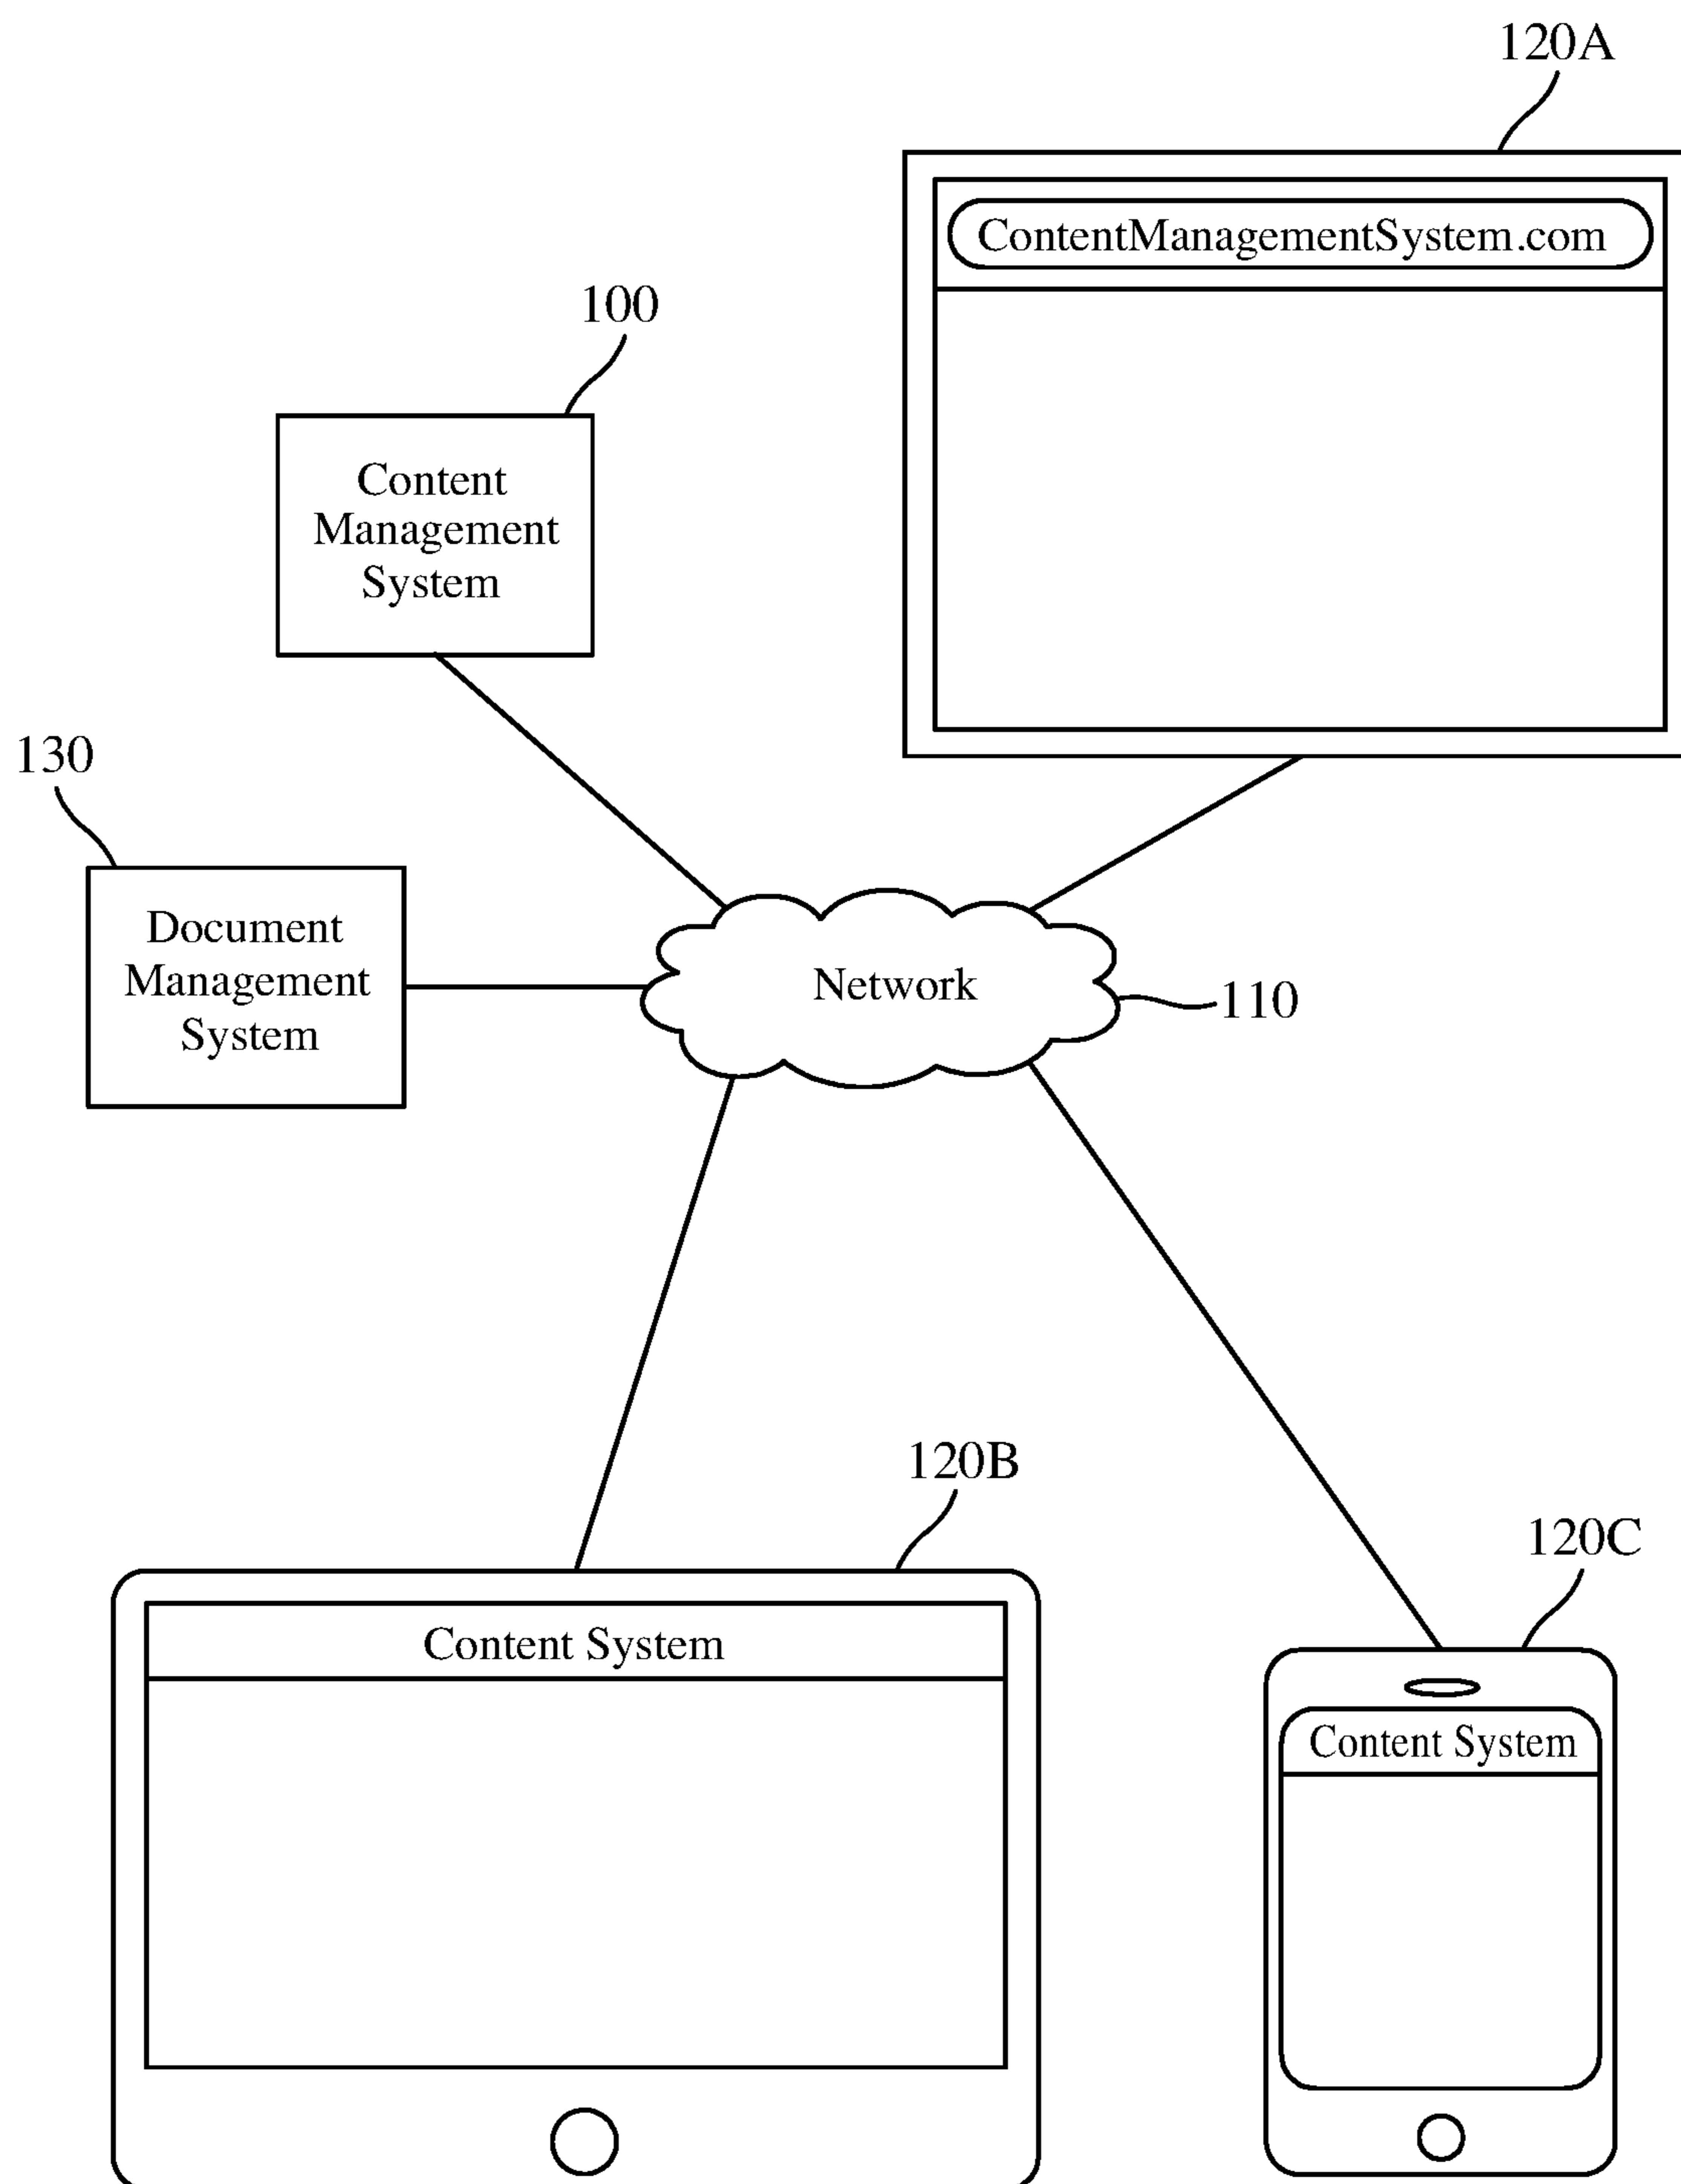 120A
ContentManagementSystem.com
100
Content
Management
System
130
Document
Management
System
Network
110
120B
Content System
120C
Content System